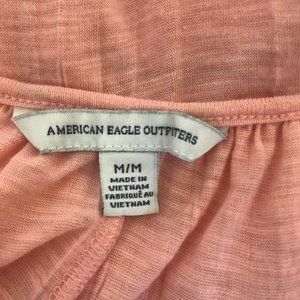 AMERICAN EAGLE OUTFITTERS
M/M
MADE IN
VIETNAM
FABRIQUÉ AU
VIETNAM